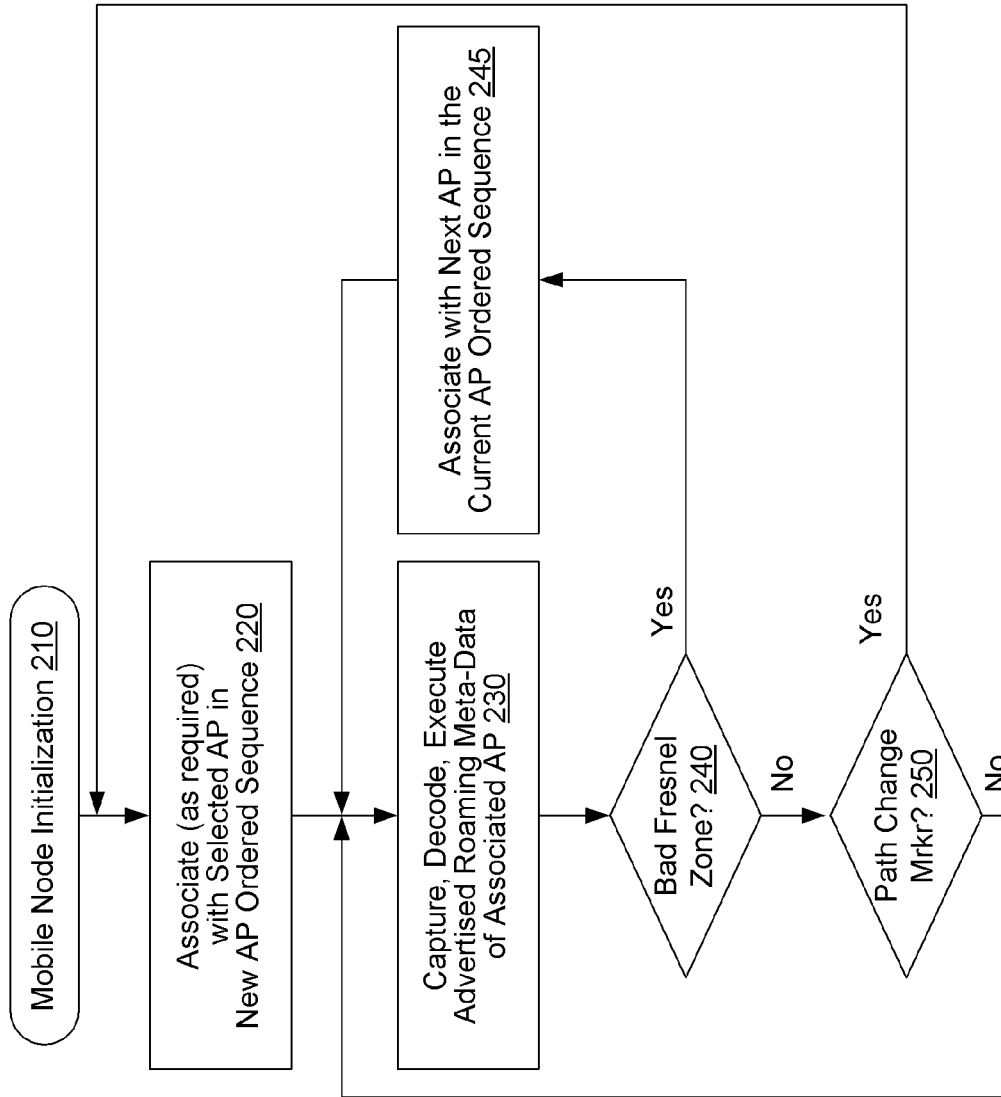 Mobile Node Initialization 210
Associate (as required)
with Selected AP in
New AP Ordered Sequence 220
Capture, Decode, Execute
Advertised Roaming Meta-Data
of Associated AP 230
Associate with Next AP in the
Current AP Ordered Sequence 245
Bad Fresnel
Zone? 240
Yes
No
Path Change
Mrkr? 250
Yes
No